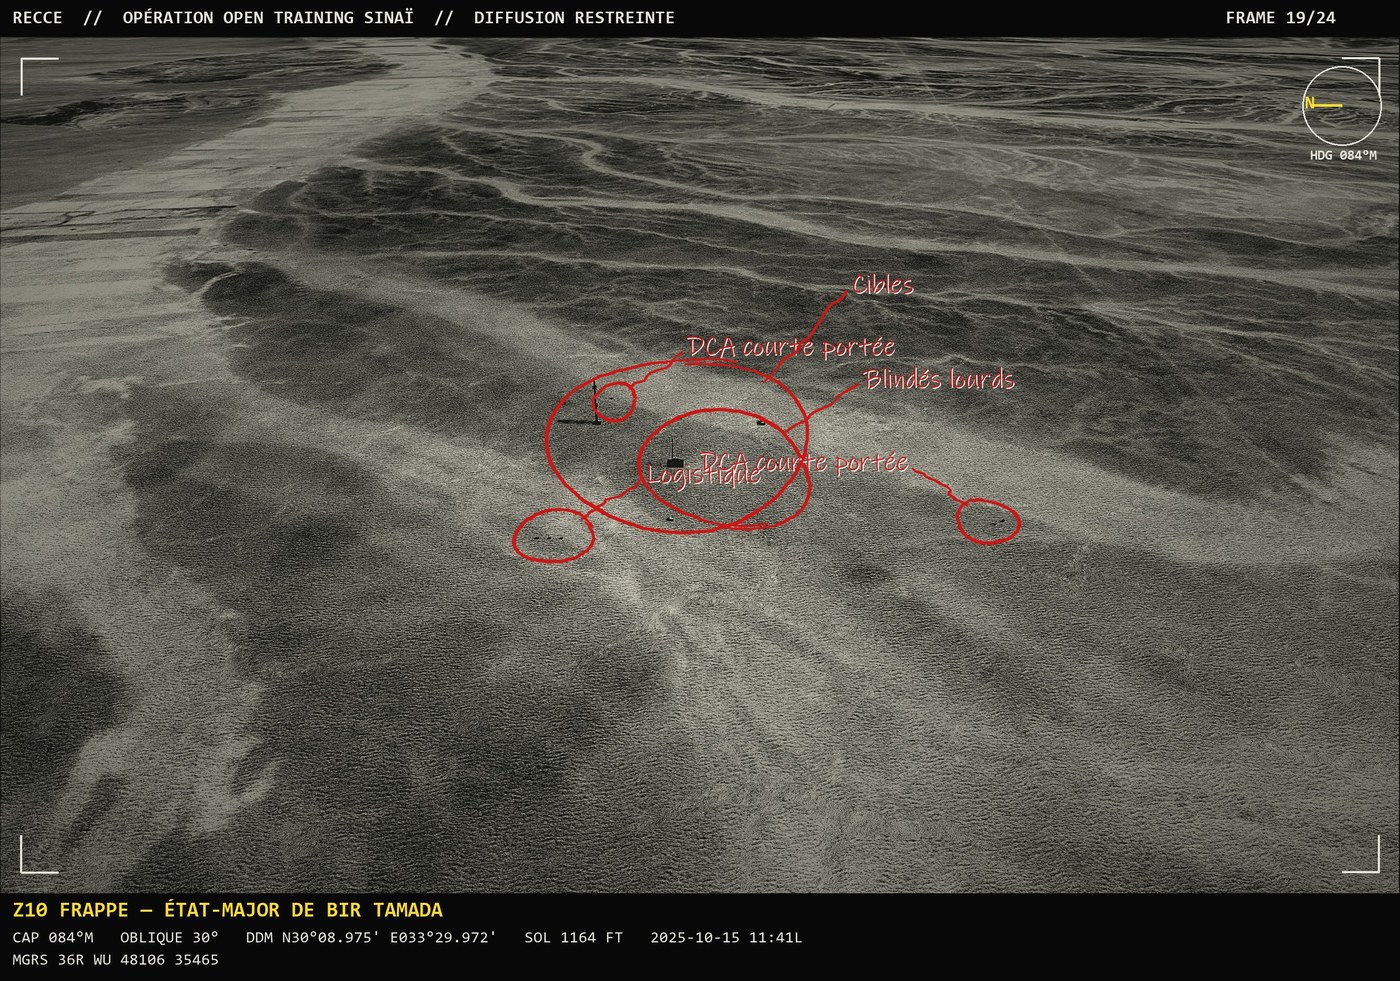 RECCE // OPÉRATION OPEN TRAINING SINAÏ // DIFFUSION RESTREINTE
FRAME 19/24
N
HDG 084°M
Cibles
DCA courte portée
Blindés lourds
DCA courte portée
Logistique
Z10 FRAPPE — ÉTAT-MAJOR DE BIR TAMADA
CAP 084°M OBLIQUE 30° DDM N30°08.975' E033°29.972' SOL 1164 FT 2025-10-15 11:41L
MGRS 36R WU 48106 35465